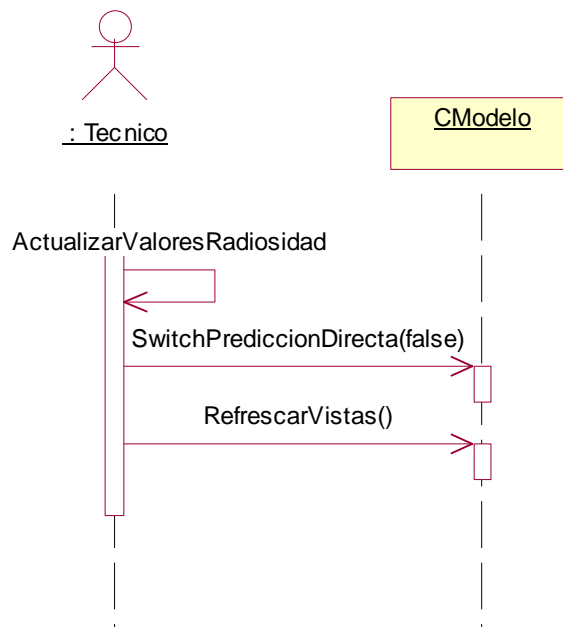 : Tecnico
CModelo
ActualizarValoresRadiosidad
SwitchPrediccionDirecta(false)
RefrescarVistas()